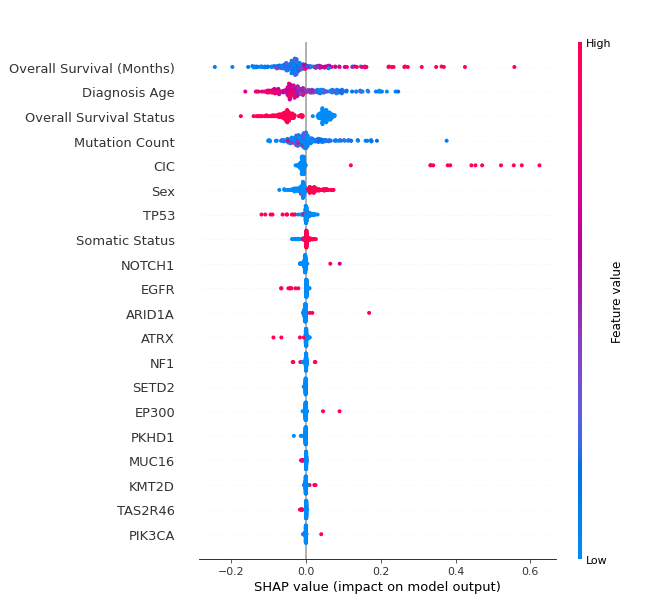 High
Overall Survival (Months)
Diagnosis Age
Overall Survival Status
Mutation Count
CIC
Sex
TP53
Somatic Status
NOTCH1
EGFR
ARID1A
ATRX
NF1
SETD2
EP300
PKHD1
MUC16
KMT2D
TAS2R46
PIK3CA
Feature value
Low
−0.2 0.0 0.2 0.4 0.6
SHAP value (impact on model output)